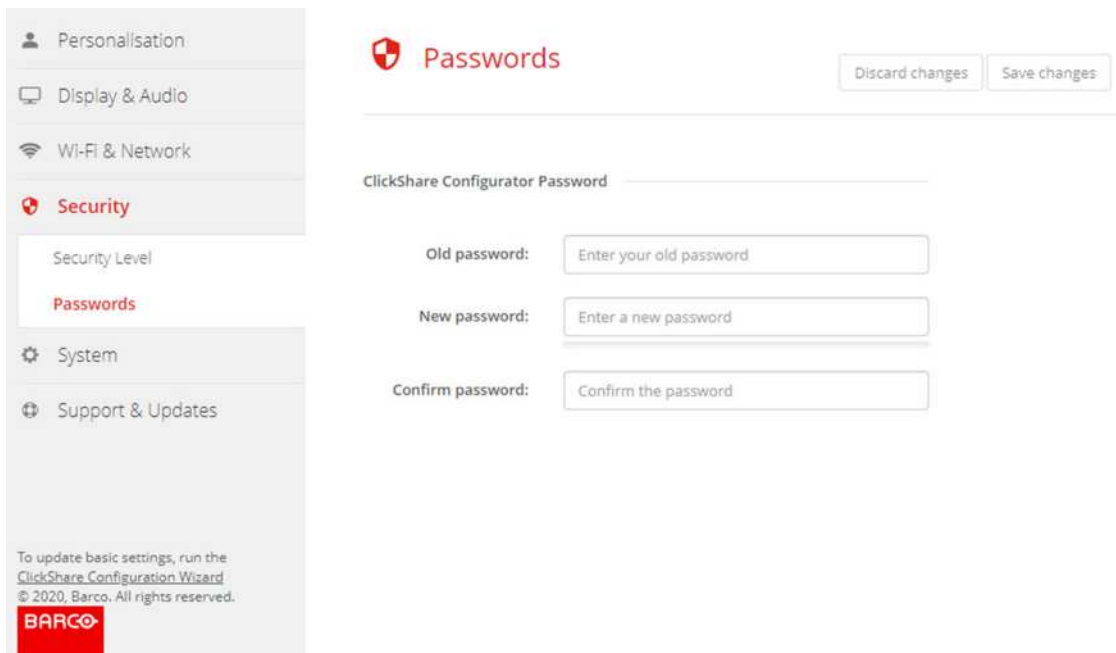 Personalisation
Display & Audio
Wi-Fi & Network
Security
Security Level
Passwords
System
Support & Updates
To update basic settings, run the
ClickShare Configuration Wizard
© 2020, Barco. All rights reserved.
BARCO
Passwords
Discard changes
Save changes
ClickShare Configurator Password
Old password:
Enter your old password
New password:
Enter a new password
Confirm password:
Confirm the password